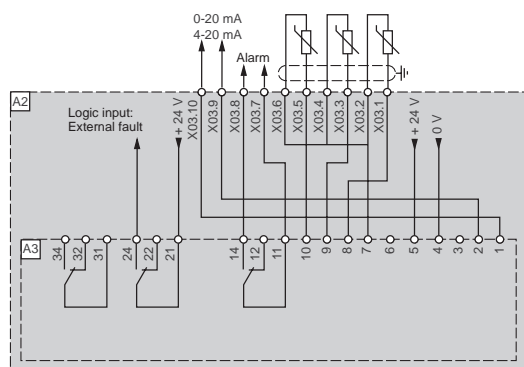 0-20 mA
4-20 mA
Alarm
A2
Logic input:
External fault
+ 24 V
X03.10
X03.9
X03.8
X03.7
X03.6
X03.5
X03.4
X03.3
X03.2
X03.1
+ 24 V
0 V
A3
34
32
31
24
22
21
14
12
11
10
9
8
7
6
5
4
3
2
1